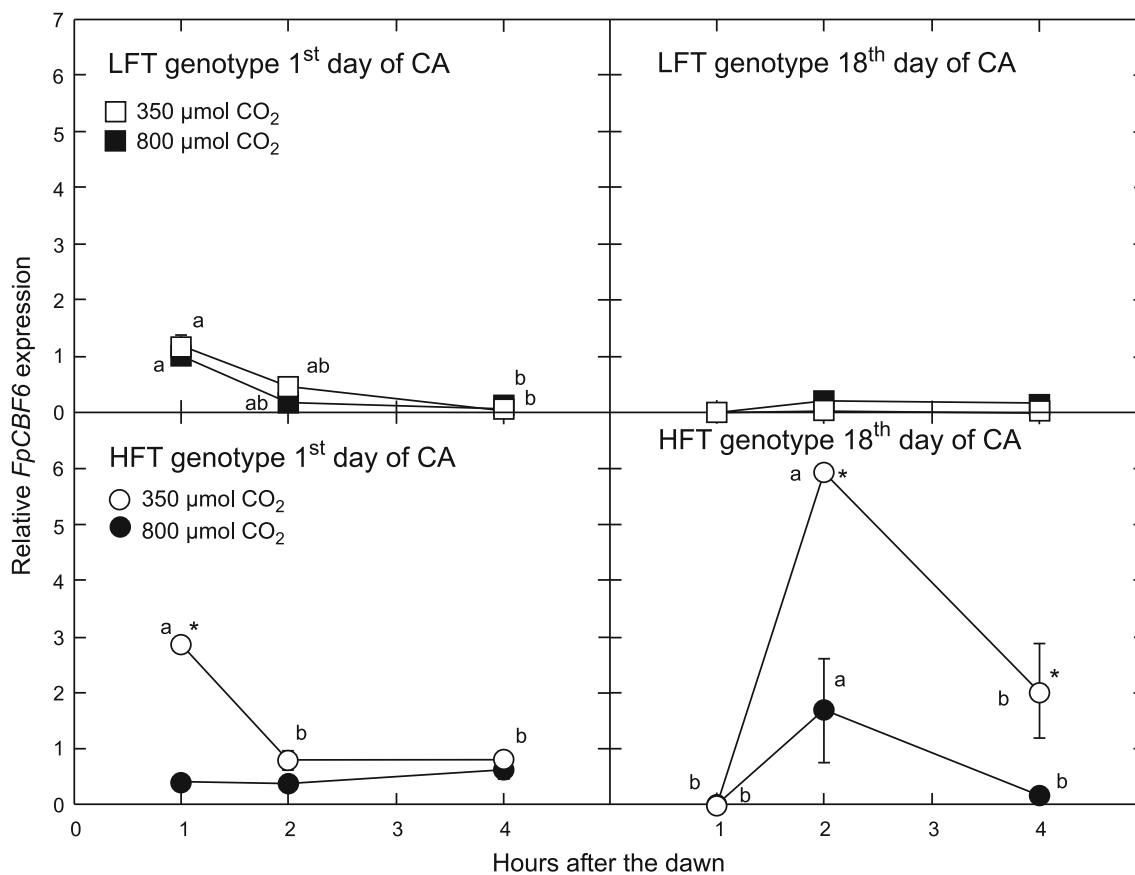 7
6
5
4
3
2
1
0
LFT genotype 1st day of CA
350 µmol CO2
800 µmol CO2
a
a
ab
ab
b
b
LFT genotype 18th day of CA
Relative FpCBF6 expression
6
5
4
3
2
1
0
HFT genotype 1st day of CA
350 µmol CO2
800 µmol CO2
a *
b
b
HFT genotype 18th day of CA
a *
a
b *
b b
b
0 1 2 3 4 1 2 3 4
Hours after the dawn